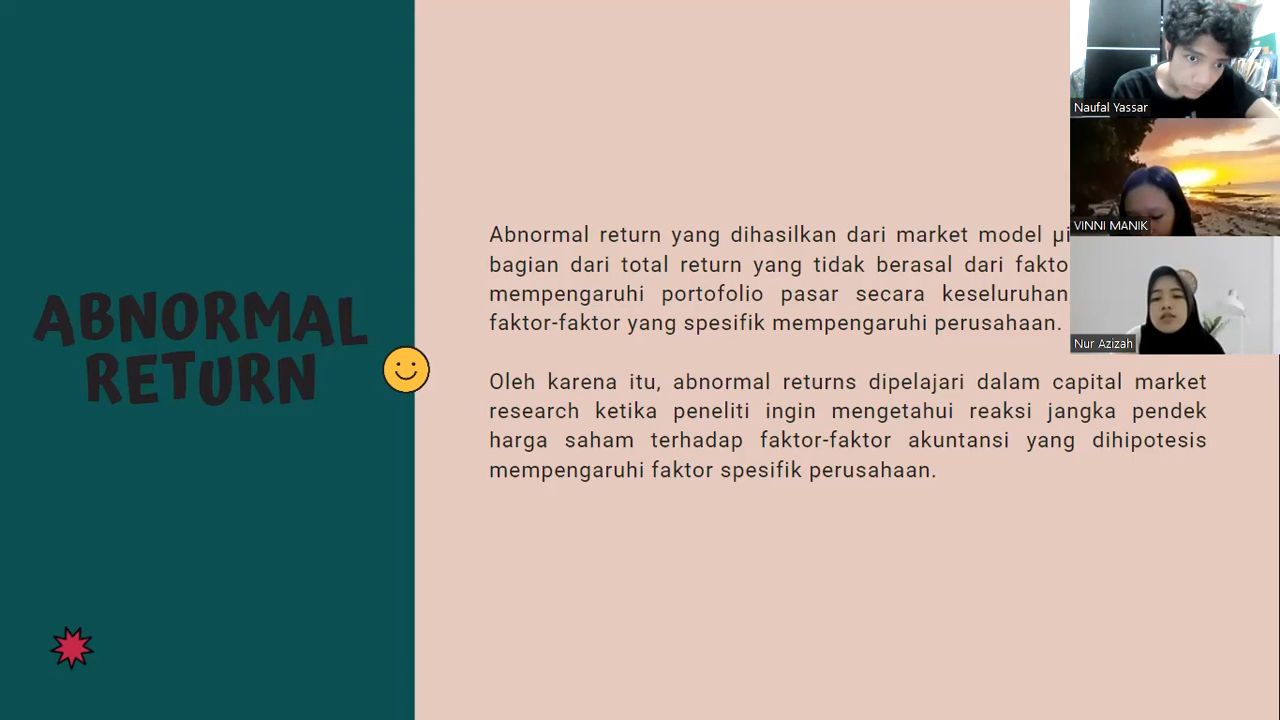 ABNORMAL
RETURN
Abnormal return yang dihasilkan dari market model
bagian dari total return yang tidak berasal dari
mempengaruhi portofolio pasar secara keseluruhan
faktor-faktor yang spesifik mempengaruhi perusahaan.
Oleh karena itu, abnormal returns dipelajari dalam capital market
research ketika peneliti ingin mengetahui reaksi jangka pendek
harga saham terhadap faktor-faktor akuntansi yang dihipotesis
mempengaruhi faktor spesifik perusahaan.
Naufal Yassar
VINNI MANIK
Nur Azizah